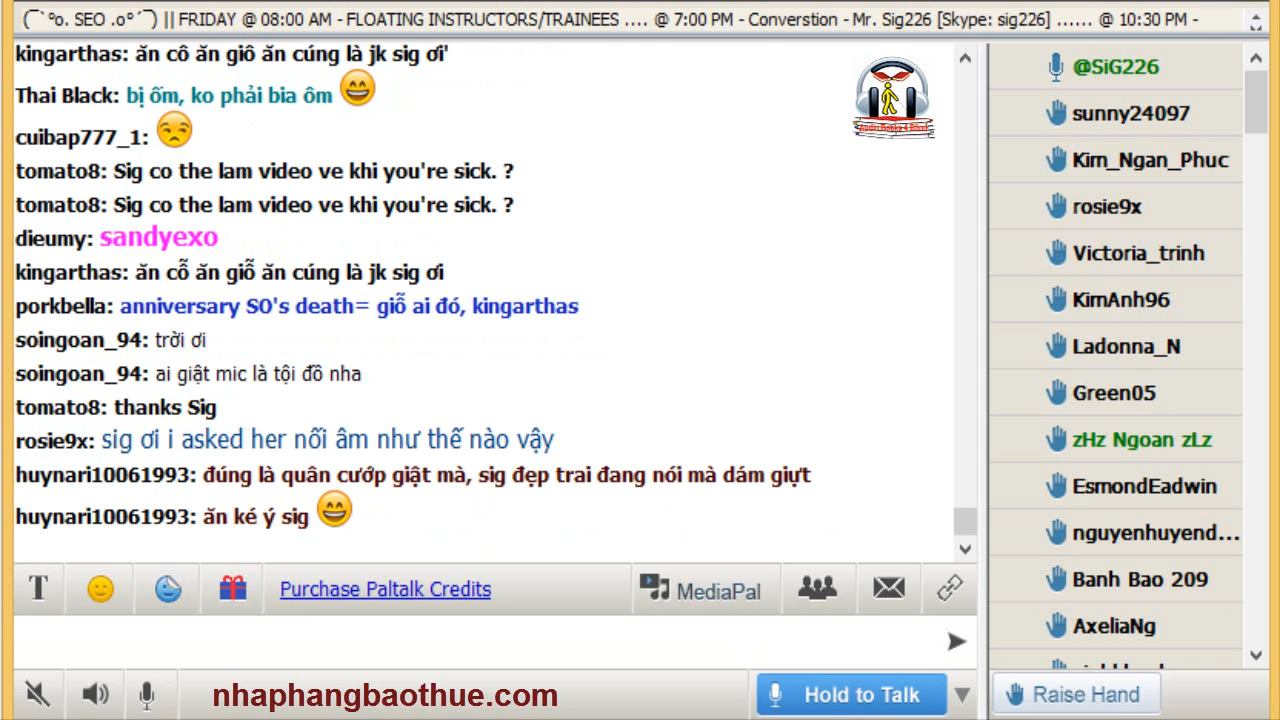 (¯`°o. SEO .o°´¯) || FRIDAY @ 08:00 AM - FLOATING INSTRUCTORS/TRAINEES .... @ 7:00 PM - Converstion - Mr. Sig226 [Skype: sig226] ...... @ 10:30 PM -
kingarthas: ăn cô ăn giô ăn cúng là jk sig ơi'
Thai Black: bị ốm, ko phải bia ôm
cuibap777_1:
tomato8: Sig co the lam video ve khi you're sick. ?
tomato8: Sig co the lam video ve khi you're sick. ?
dieumy: sandyexo
kingarthas: ăn cỗ ăn giỗ ăn cúng là jk sig ơi
porkbella: anniversary SO's death= giỗ ai đó, kingarthas
soingoan_94: trời ơi
soingoan_94: ai giật mic là tội đồ nha
tomato8: thanks Sig
rosie9x: sig ơi i asked her nối âm như thế nào vậy
huynari10061993: đúng là quân cướp giật mà, sig đẹp trai đang nói mà dám giựt
huynari10061993: ăn ké ý sig
Audio Books 4 Blind
Purchase Paltalk Credits
MediaPal
nhaphangbaothue.com
Hold to Talk
@SiG226
sunny24097
Kim_Ngan_Phuc
rosie9x
Victoria_trinh
KimAnh96
Ladonna_N
Green05
zHz Ngoan zLz
EsmondEadwin
nguyenhuyend...
Banh Bao 209
AxeliaNg
Raise Hand